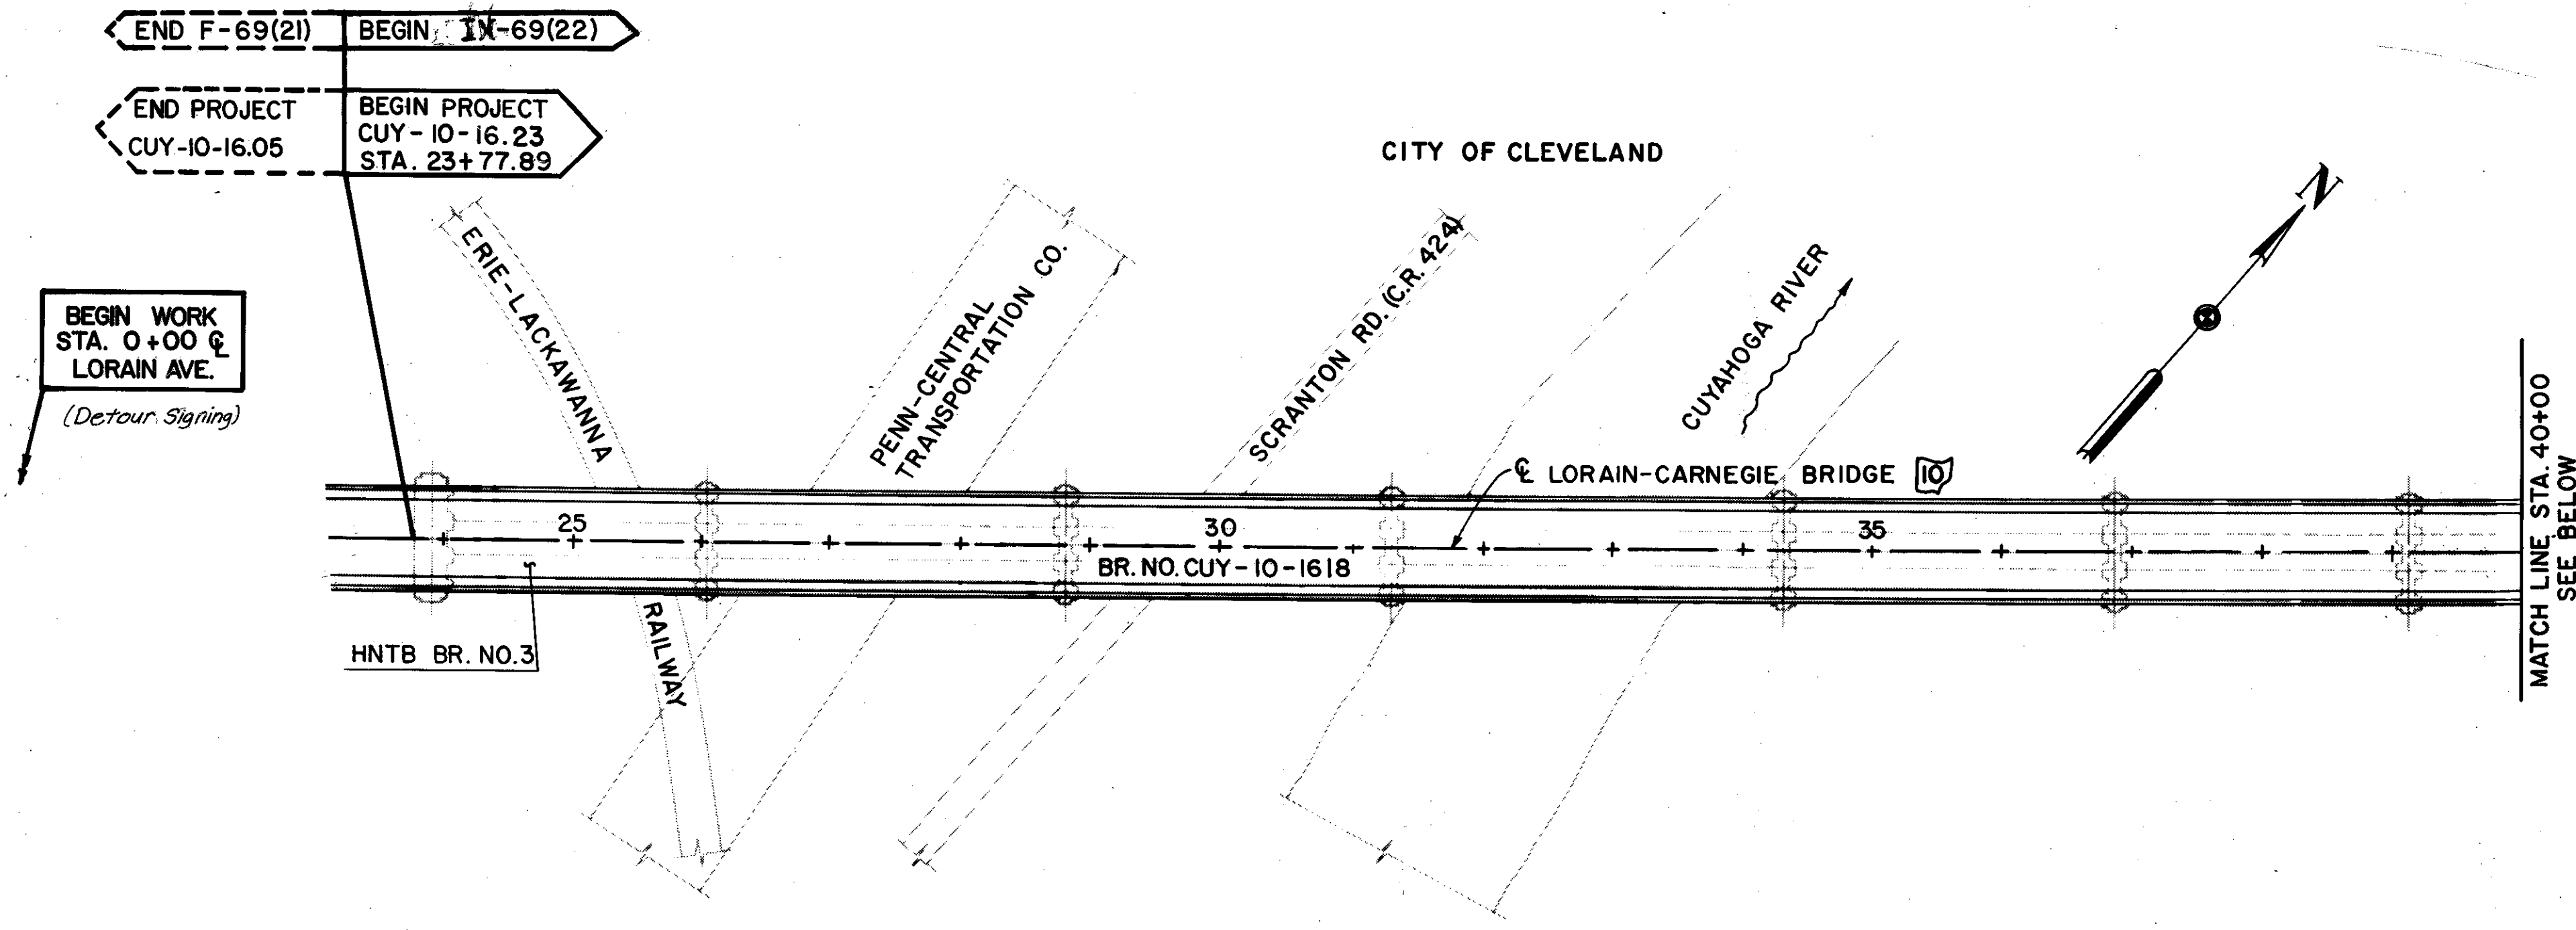 END F-69(21)
BEGIN IX-69(22)
END PROJECT
CUY-10-16.05
BEGIN PROJECT
CUY-10-16.23
STA. 23+77.89
CITY OF CLEVELAND
N
BEGIN WORK
STA. 0+00 ℄
LORAIN AVE.
(Detour Signing)
ERIE-LACKAWANNA
RAILWAY
PENN-CENTRAL
TRANSPORTATION CO.
SCRANTON RD. (C.R. 424)
CUYAHOGA RIVER
℄ LORAIN-CARNEGIE BRIDGE 10
25
30
35
BR. NO. CUY-10-1618
HNTB BR. NO.3
MATCH LINE STA. 40+00
SEE BELOW